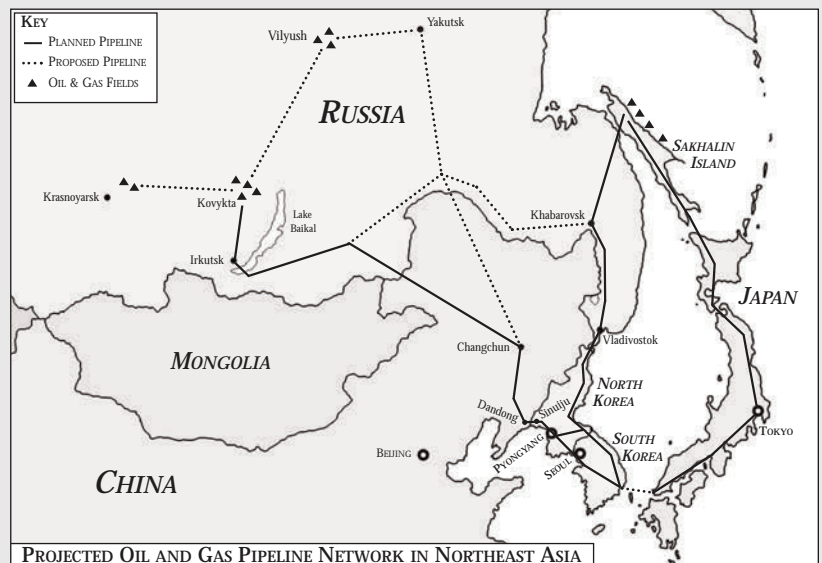 KEY
PLANNED PIPELINE
PROPOSED PIPELINE
OIL & GAS FIELDS
Vilyush
Yakutsk
RUSSIA
SAKHALIN
ISLAND
Krasnoyarsk
Kovykta
Lake
Baikal
Khabarovsk
Irkutsk
JAPAN
MONGOLIA
Changchun
Vladivostok
NORTH
KOREA
Dandong
Sinuiju
TOKYO
PYONGYANG
SOUTH
KOREA
BEIJING
SEOUL
CHINA
PROJECTED OIL AND GAS PIPELINE NETWORK IN NORTHEAST ASIA